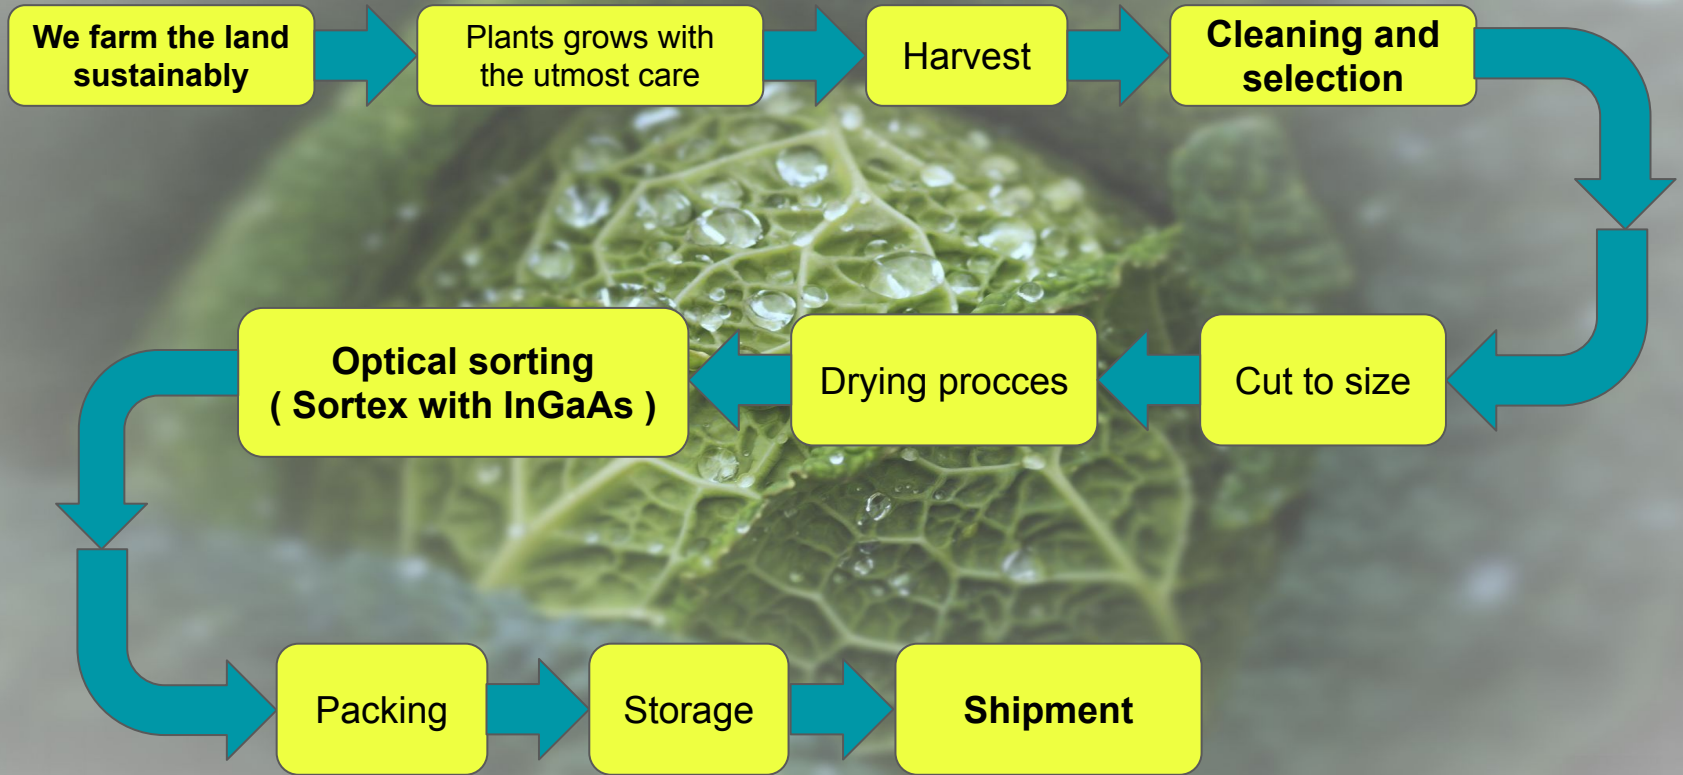 We farm the land
sustainably
Plants grows with
the utmost care
Harvest
Cleaning and
selection
Cut to size
Drying procces
Optical sorting
( Sortex with InGaAs )
Packing
Storage
Shipment